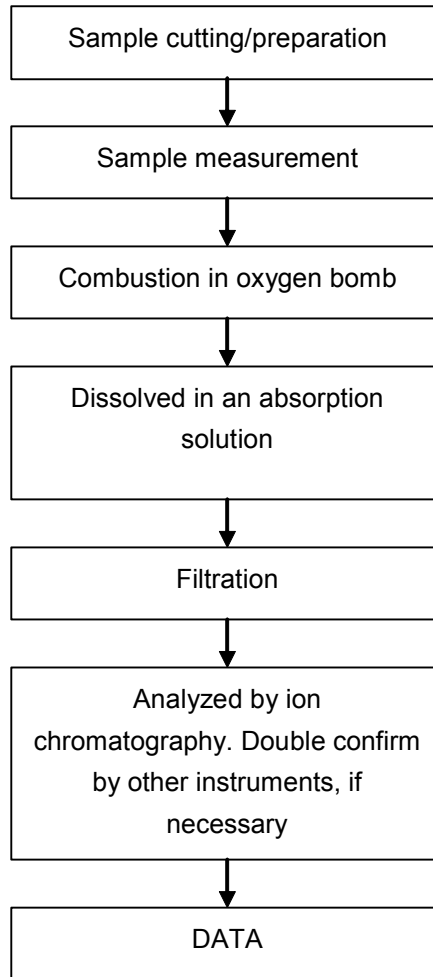 Sample cutting/preparation
Sample measurement
Combustion in oxygen bomb
Dissolved in an absorption
solution
Filtration
Analyzed by ion
chromatography. Double confirm
by other instruments, if
necessary
DATA